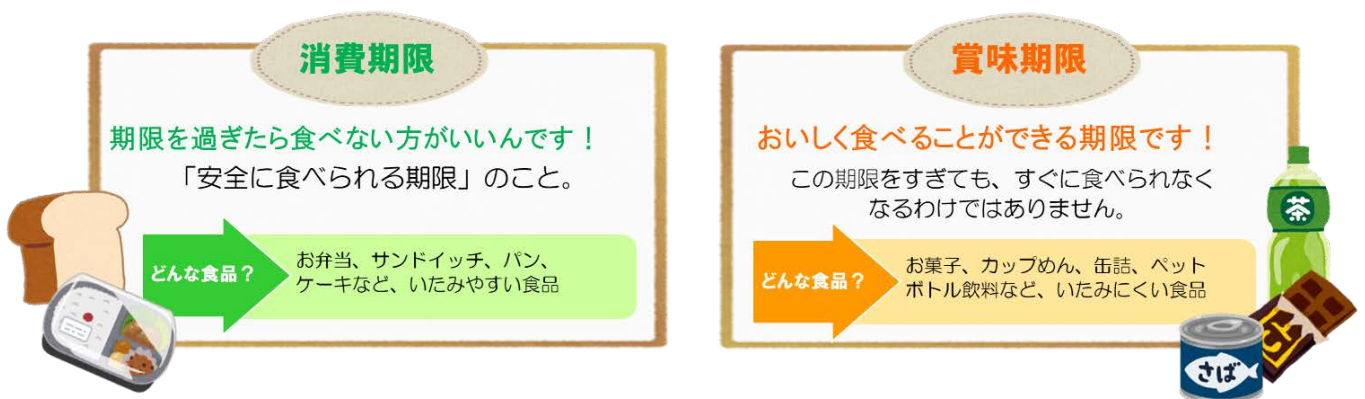 消費期限
期限を過ぎたら食べない方がいいんです！
「安全に食べられる期限」のこと。
どんな食品？
お弁当、サンドイッチ、パン、
ケーキなど、いたみやすい食品
賞味期限
おいしく食べることができる期限です！
この期限をすぎても、すぐに食べられなく
なるわけではありません。
どんな食品？
お菓子、カップめん、缶詰、ペット
ボトル飲料など、いたみにくい食品
茶
さば